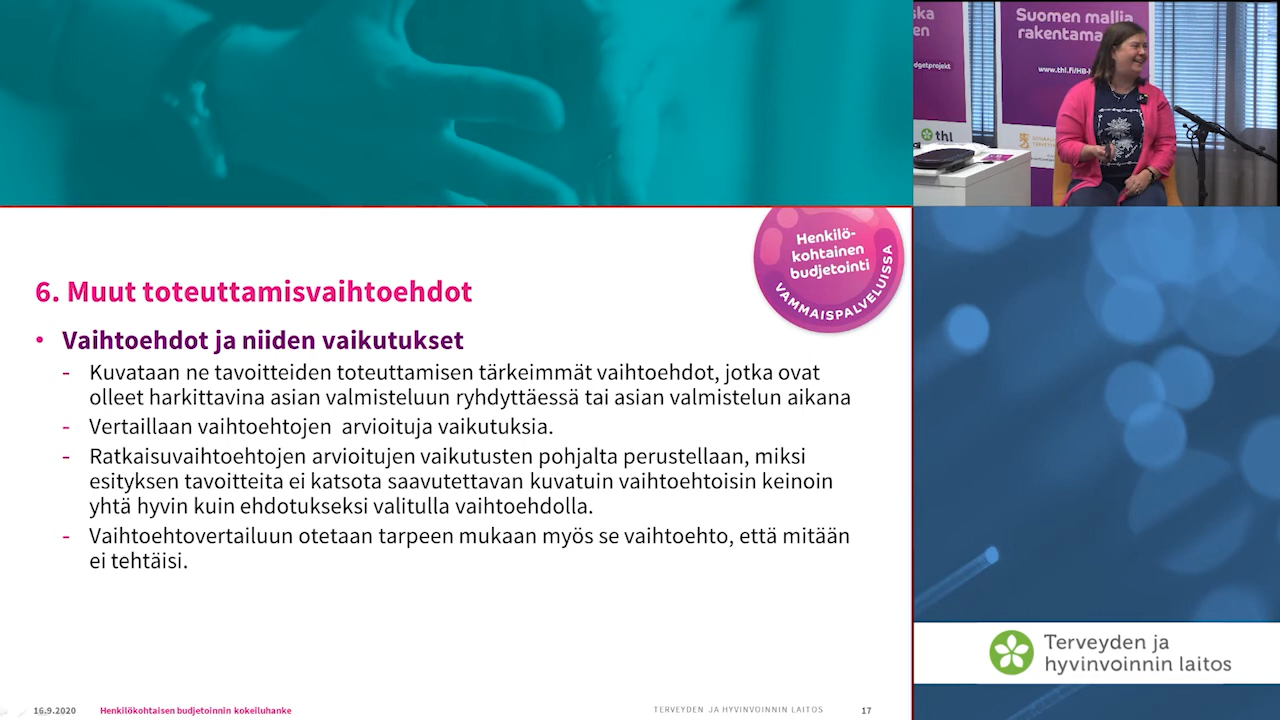 ska
en
dgetprojekt
thl
Suomen mallia
rakentama
www.thl.fi/HB-h
Henkilö-
kohtainen
budjetointi
VAMMAISPALVELUISSA
6. Muut toteuttamisvaihtoehdot
• Vaihtoehdot ja niiden vaikutukset
- Kuvataan ne tavoitteiden toteuttamisen tärkeimmät vaihtoehdot, jotka ovat
olleet harkittavina asian valmisteluun ryhdyttäessä tai asian valmistelun aikana
- Vertaillaan vaihtoehtojen arvioituja vaikutuksia.
- Ratkaisuvaihtoehtojen arvioitujen vaikutusten pohjalta perustellaan, miksi
esityksen tavoitteita ei katsota saavutettavan kuvatuin vaihtoehtoisin keinoin
yhtä hyvin kuin ehdotukseksi valitulla vaihtoehdolla.
- Vaihtoehtovertailuun otetaan tarpeen mukaan myös se vaihtoehto, että mitään
ei tehtäisi.
Terveyden ja
hyvinvoinnin laitos
16.9.2020 Henkilökohtaisen budjetoinnin kokeiluhanke TERVEYDEN JA HYVINVOINNIN LAITOS 17